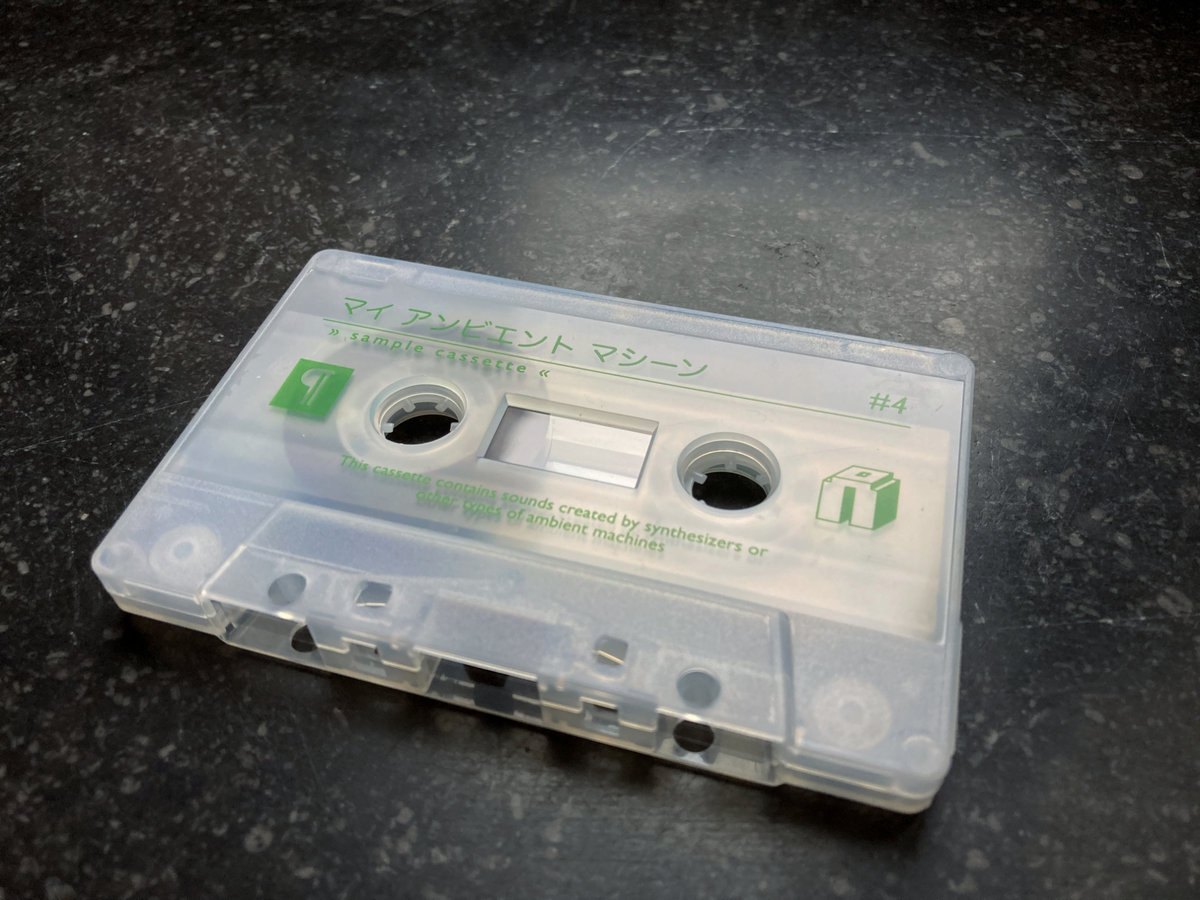 マイ アンビエント マシーン
» sample cassette «
#4
¶
This cassette contains sounds created by synthesizers or
other types of ambient machines